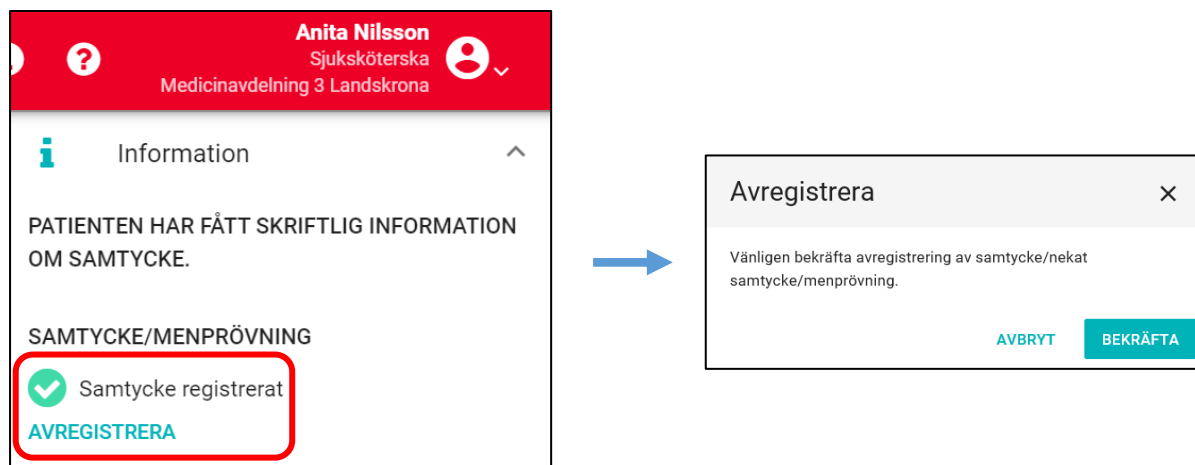 Anita Nilsson
Sjuksköterska
Medicinavdelning 3 Landskrona
Information
PATIENTEN HAR FÅTT SKRIFTLIG INFORMATION
OM SAMTYCKE.
SAMTYCKE/MENPRÖVNING
Samtycke registrerat
AVREGISTRERA
Avregistrera
Vänligen bekräfta avregistrering av samtycke/nekat
samtycke/menprövning.
AVBRYT BEKRÄFTA